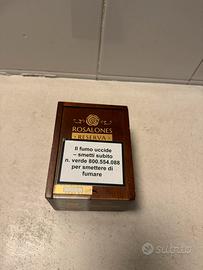 ROSALONES
RESERVA
Il fumo uccide
– smetti subito
n. verde 800.554.088
per smettere di
fumare
subito